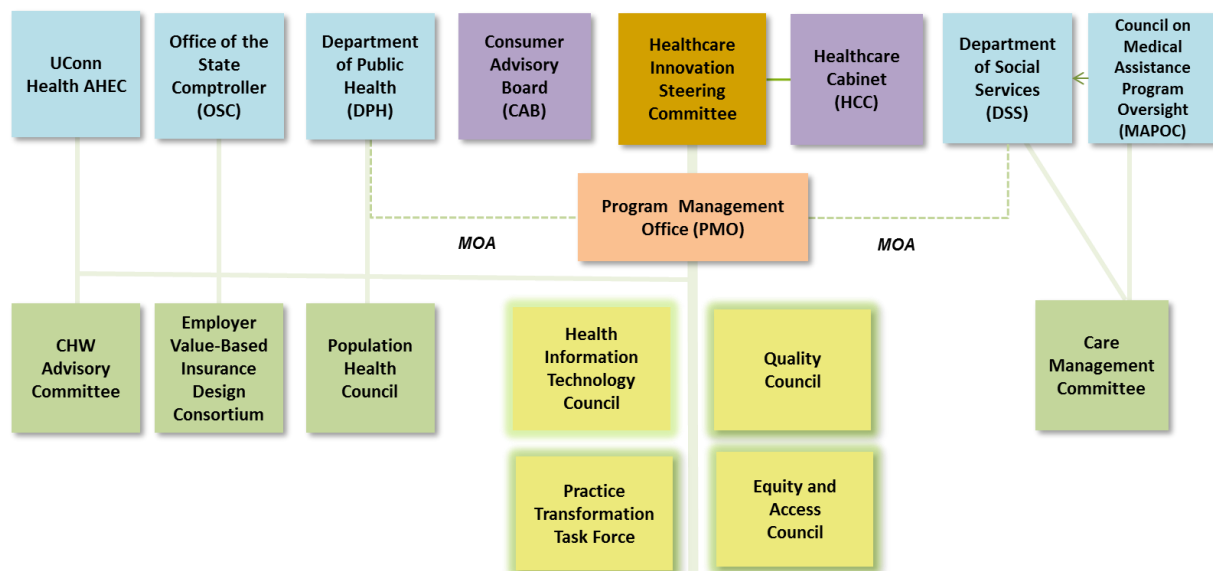 UConn
Health AHEC
Office of the
State
Comptroller
(OSC)
Department
of Public
Health
(DPH)
Consumer
Advisory
Board
(CAB)
Healthcare
Innovation
Steering
Committee
Healthcare
Cabinet
(HCC)
Department
of Social
Services
(DSS)
Council on
Medical
Assistance
Program
Oversight
(MAPOC)
Program Management
Office (PMO)
MOA
MOA
CHW
Advisory
Committee
Employer
Value-Based
Insurance
Design
Consortium
Population
Health
Council
Health
Information
Technology
Council
Quality
Council
Care
Management
Committee
Practice
Transformation
Task Force
Equity and
Access
Council